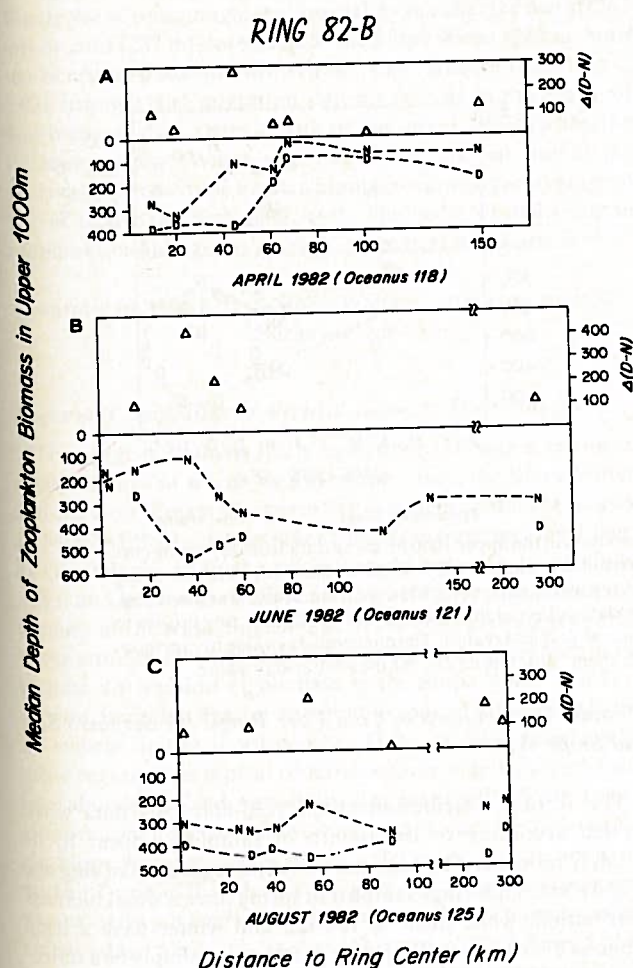 RING 82-B
A
300
200
100
Δ(D-N)
0
100
200
300
400
N N N N N N N
D D D D D D D
20 40 60 80 100 150
APRIL 1982 (Oceanus 118)
B
400
300
200
100
Δ(D-N)
0
100
200
300
400
500
600
N N N N N N N N N
D D D D D
20 40 60 80 100 150 200 300
JUNE 1982 (Oceanus 121)
C
300
200
100
Δ(D-N)
0
100
200
300
400
500
N N N N N N N N
D D D D D D D
20 40 60 80 100 200 300
AUGUST 1982 (Oceanus 125)
Distance to Ring Center (km)
Median Depth of Zooplankton Biomass in Upper 1000m